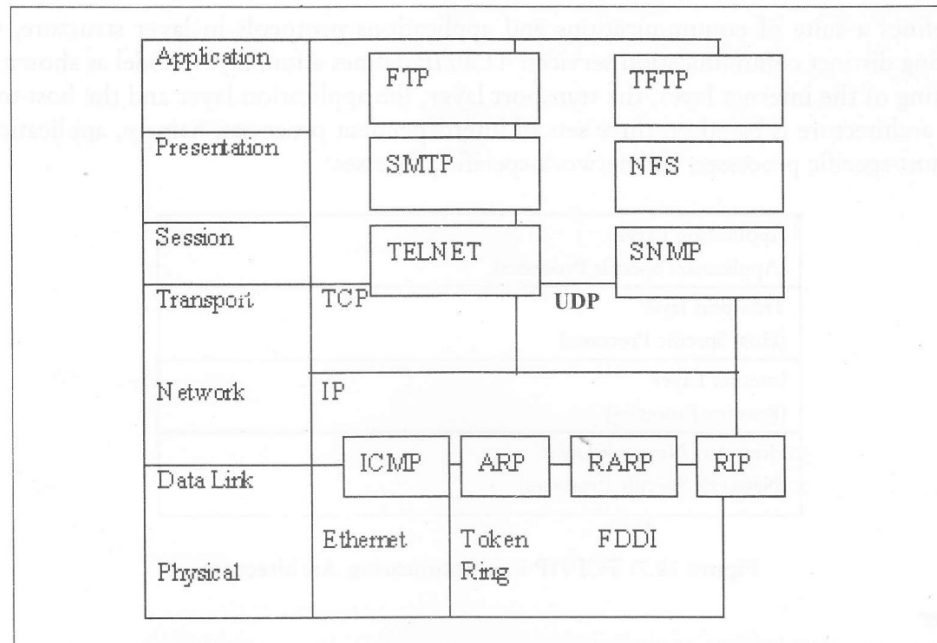 Application
FTP
TFTP
Presentation
SMTP
NFS
Session
TELNET
SNMP
Transport
TCP
UDP
Network
IP
ICMP
ARP
RARP
RIP
Data Link
Ethernet
Token
Ring
FDDI
Physical